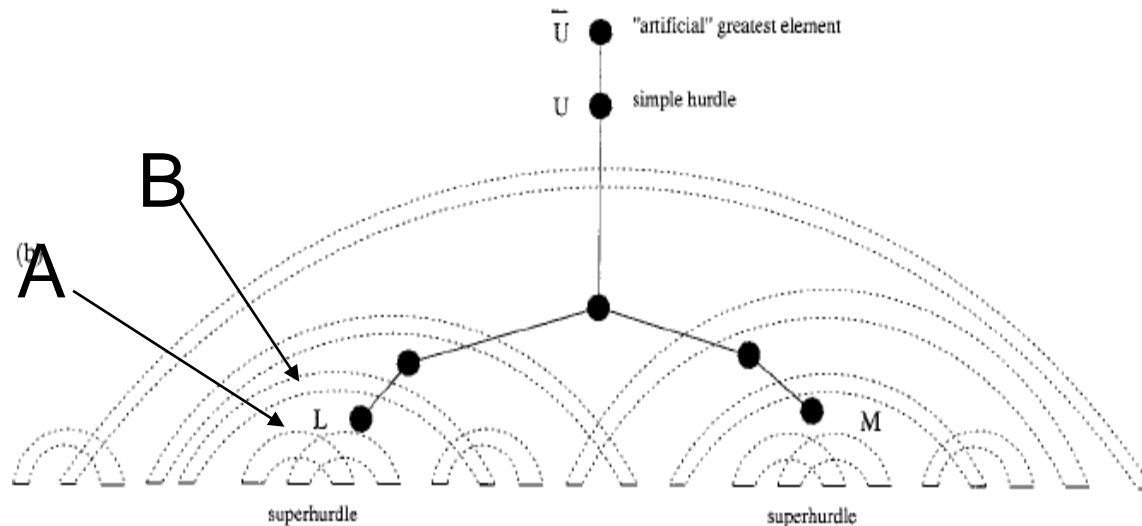 U "artificial" greatest element
U simple hurdle
B
(b)
A
L M
superhurdle superhurdle